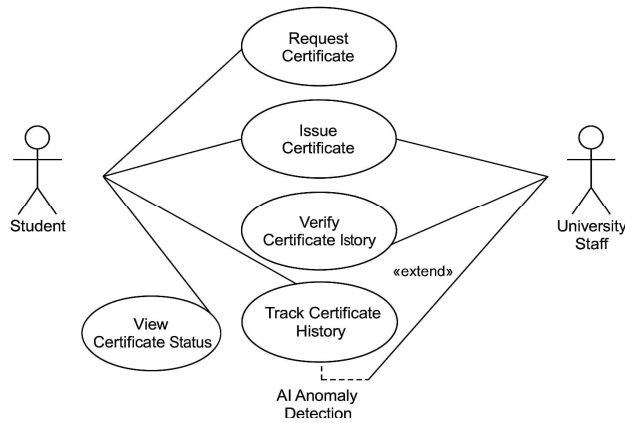 Request
Certificate
Issue
Certificate
Student
University
Staff
Verify
Certificate Istory
«extend»
Track Certificate
History
View
Certificate Status
AI Anomaly
Detection